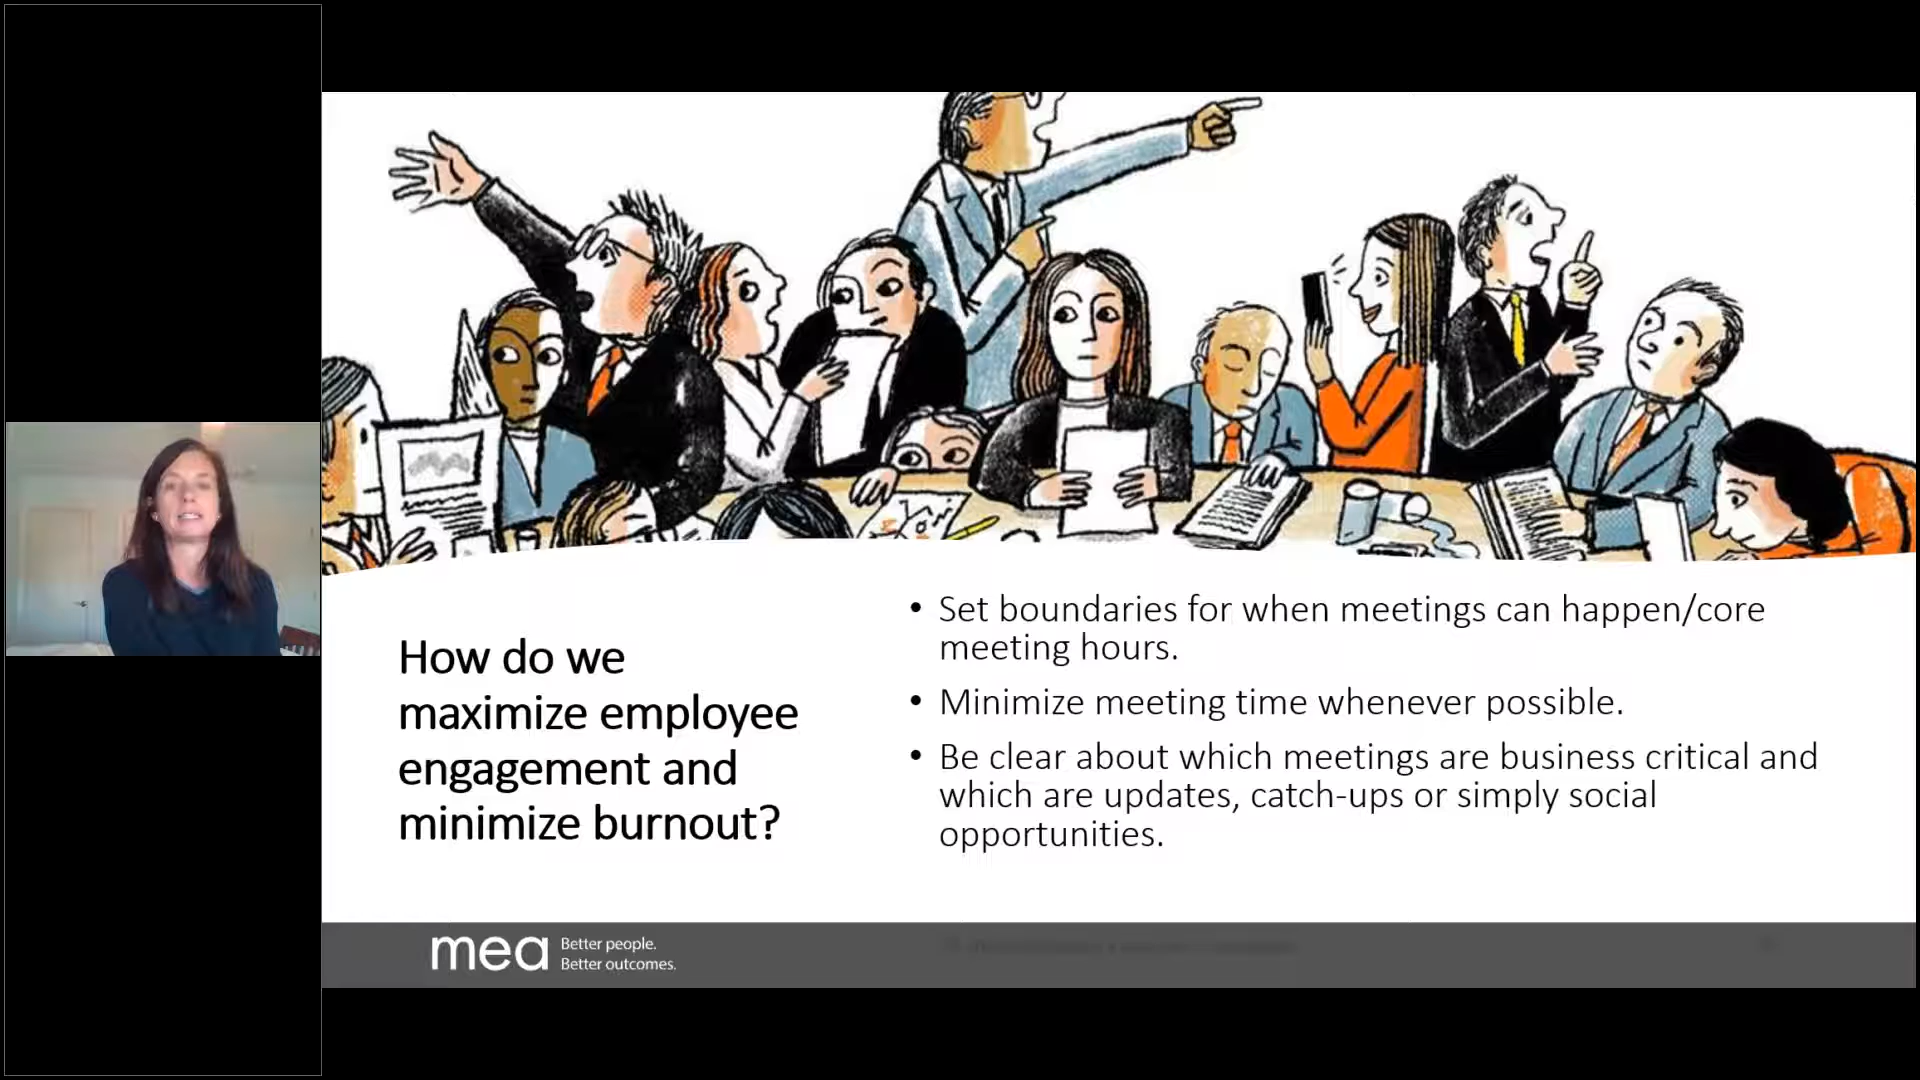 How do we
maximize employee
engagement and
minimize burnout?
• Set boundaries for when meetings can happen/core
meeting hours.
• Minimize meeting time whenever possible.
• Be clear about which meetings are business critical and
which are updates, catch-ups or simply social
opportunities.
mea
Better people.
Better outcomes.